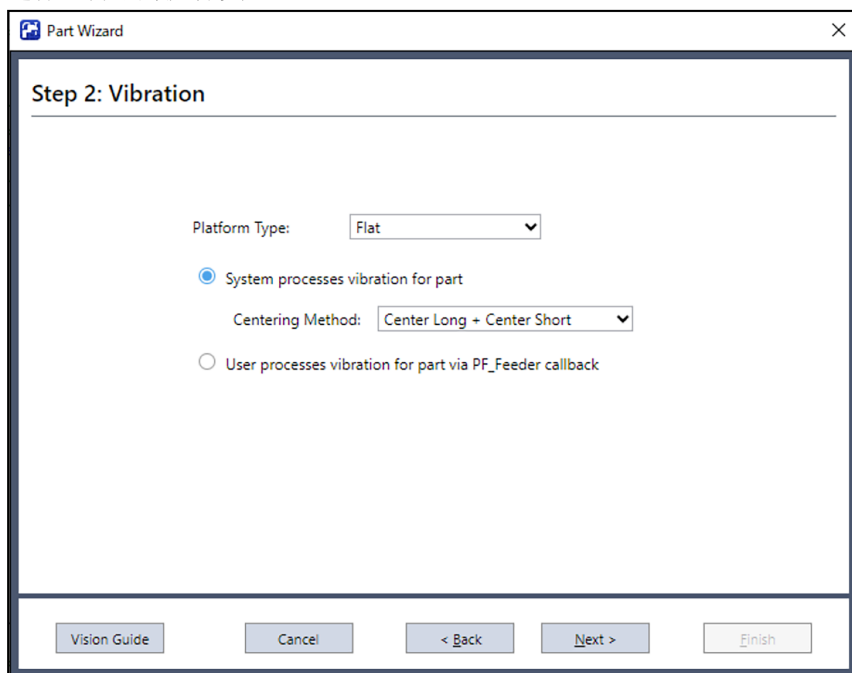 Part Wizard
Step 2: Vibration
Platform Type: Flat
System processes vibration for part
Centering Method: Center Long + Center Short
User processes vibration for part via PF_Feeder callback
Vision Guide Cancel < Back Next > Finish